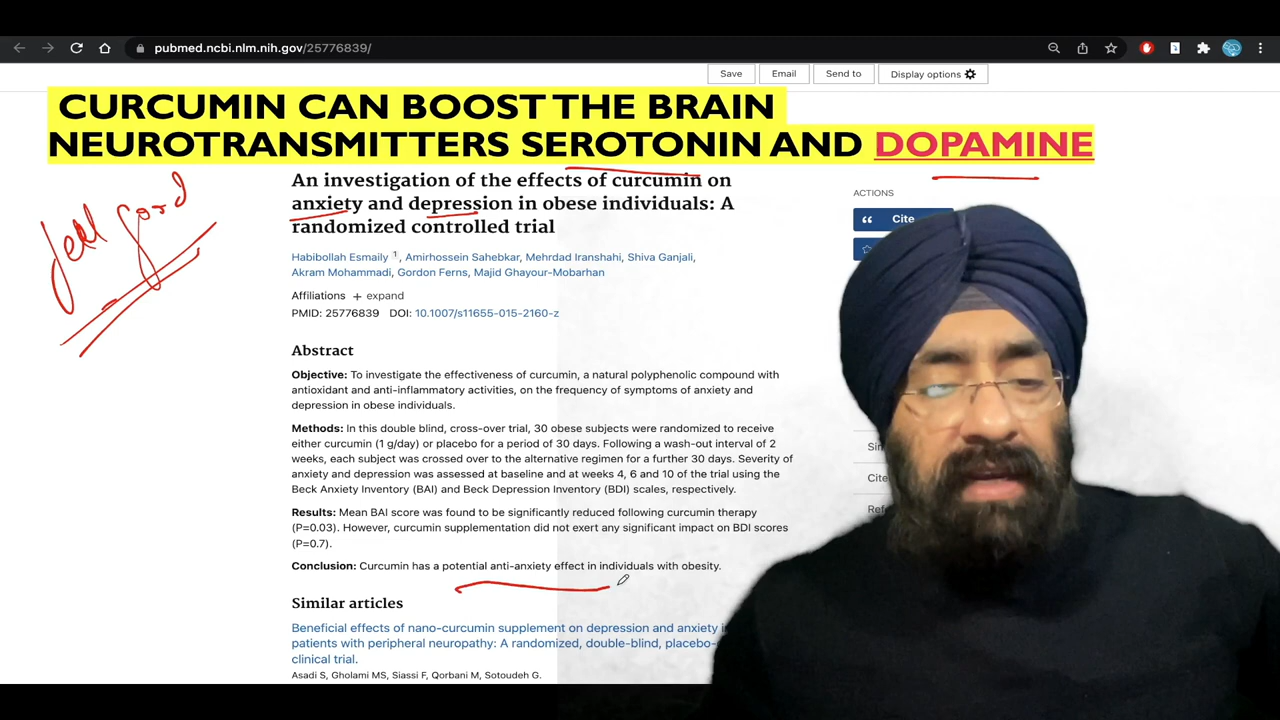 pubmed.ncbi.nlm.nih.gov/25776839/
Save Email Send to Display options
CURCUMIN CAN BOOST THE BRAIN
NEUROTRANSMITTERS SEROTONIN AND DOPAMINE
An investigation of the effects of curcumin on
anxiety and depression in obese individuals: A
randomized controlled trial
Habibollah Esmaily 1, Amirhossein Sahebkar, Mehrdad Iranshahi, Shiva Ganjali,
Akram Mohammadi, Gordon Ferns, Majid Ghayour-Mobarhan
Affiliations + expand
PMID: 25776839 DOI: 10.1007/s11655-015-2160-z
Abstract
Objective: To investigate the effectiveness of curcumin, a natural polyphenolic compound with
antioxidant and anti-inflammatory activities, on the frequency of symptoms of anxiety and
depression in obese individuals.
Methods: In this double blind, cross-over trial, 30 obese subjects were randomized to receive
either curcumin (1 g/day) or placebo for a period of 30 days. Following a wash-out interval of 2
weeks, each subject was crossed over to the alternative regimen for a further 30 days. Severity of
anxiety and depression was assessed at baseline and at weeks 4, 6 and 10 of the trial using the
Beck Anxiety Inventory (BAI) and Beck Depression Inventory (BDI) scales, respectively.
Results: Mean BAI score was found to be significantly reduced following curcumin therapy
(P=0.03). However, curcumin supplementation did not exert any significant impact on BDI scores
(P=0.7).
Conclusion: Curcumin has a potential anti-anxiety effect in individuals with obesity.
Similar articles
Beneficial effects of nano-curcumin supplement on depression and anxiety i
patients with peripheral neuropathy: A randomized, double-blind, placebo-
clinical trial.
Asadi S, Gholami MS, Siassi F, Qorbani M, Sotoudeh G.
ACTIONS
Cite